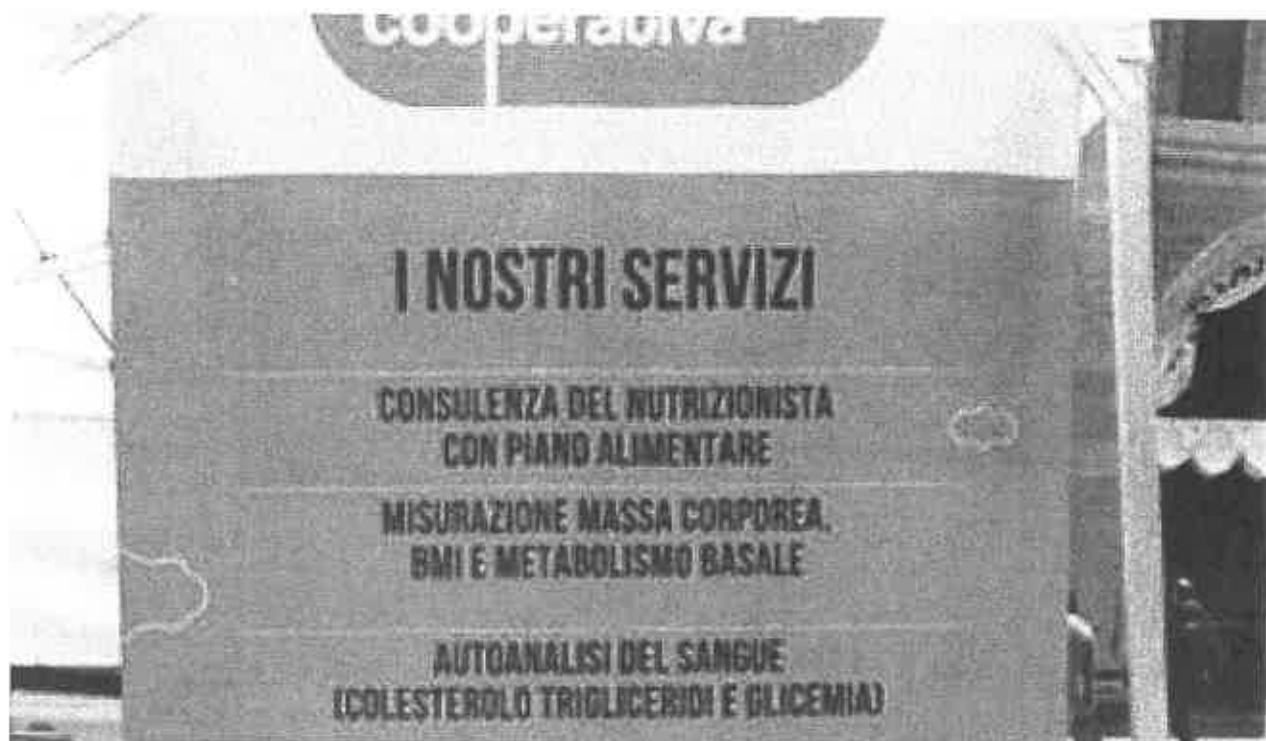 cooperativa
I NOSTRI SERVIZI
CONSULENZA DEL NUTRIZIONISTA
CON PIANO ALIMENTARE
MISURAZIONE MASSA CORPOREA,
BMI E METABOLISMO BASALE
AUTOANALISI DEL SANGUE
(COLESTEROLO TRIGLICERIDI E GLICEMIA)